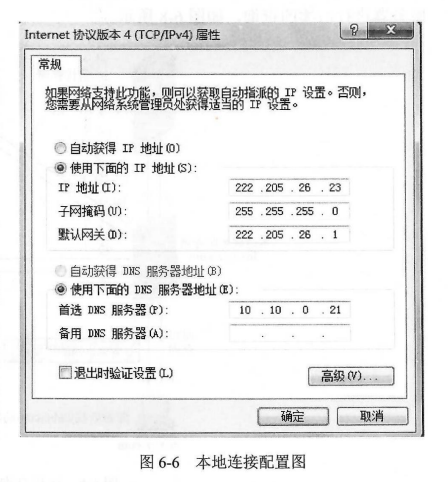 Internet 协议版本 4 (TCP/IPv4) 属性
常规
如果网络支持此功能，则可以获取自动指派的 IP 设置。否则，
您需要从网络系统管理员处获得适当的 IP 设置。
自动获得 IP 地址(O)
使用下面的 IP 地址(S):
IP 地址(I): 222 .205 . 26 . 23
子网掩码(U): 255 .255 .255 . 0
默认网关(D): 222 .205 . 26 . 1
自动获得 DNS 服务器地址(B)
使用下面的 DNS 服务器地址(E):
首选 DNS 服务器(P): 10 . 10 . 0 . 21
备用 DNS 服务器(A): . . .
退出时验证设置(L)
高级(V)...
确定 取消
图 6-6 本地连接配置图